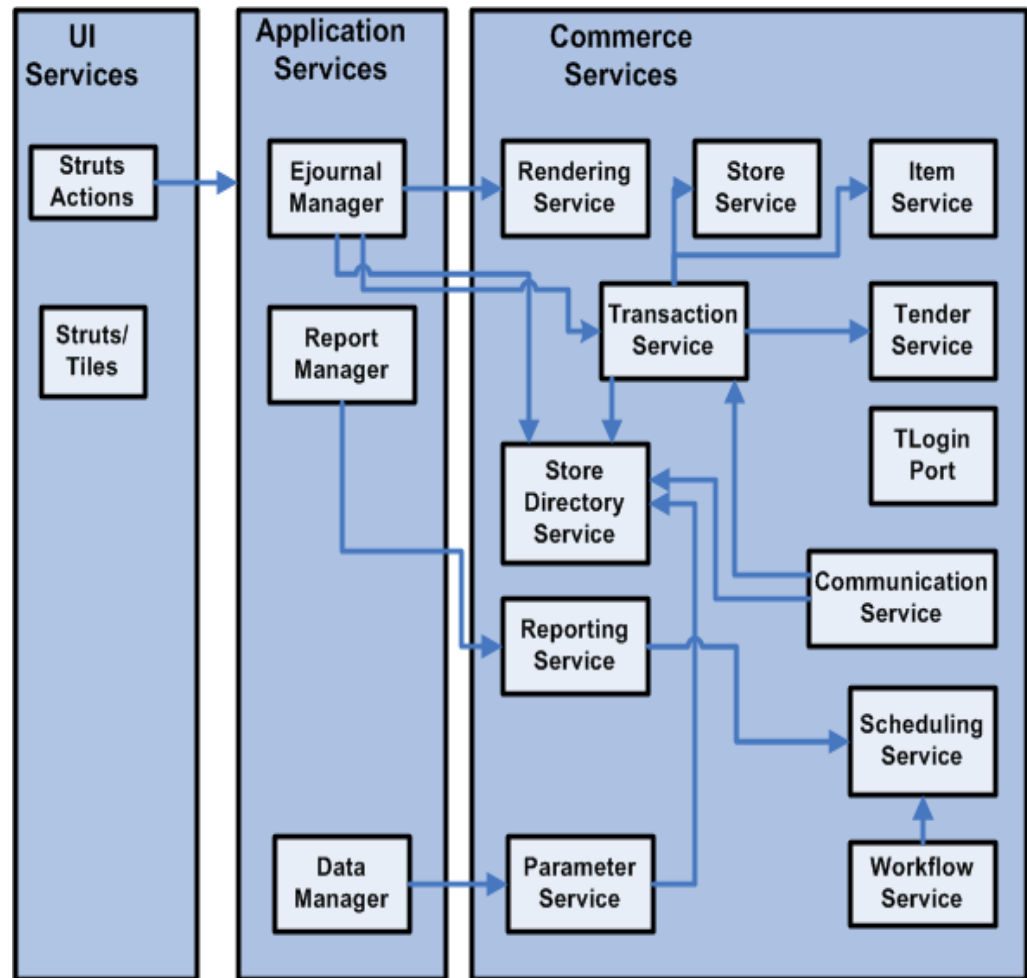 UI
Services
Application
Services
Commerce
Services
Struts
Actions
Ejournal
Manager
Rendering
Service
Store
Service
Item
Service
Struts/
Tiles
Report
Manager
Transaction
Service
Tender
Service
TLogin
Port
Store
Directory
Service
Communication
Service
Reporting
Service
Scheduling
Service
Data
Manager
Parameter
Service
Workflow
Service